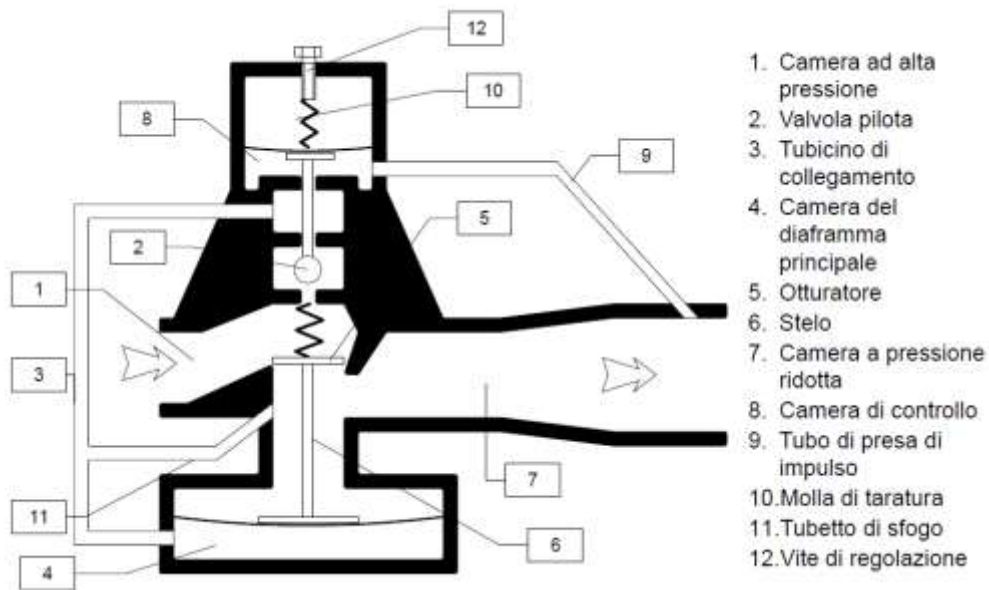 12
10
8
9
2
5
1
3
7
11
6
4
1. Camera ad alta
pressione
2. Valvola pilota
3. Tubicino di
collegamento
4. Camera del
diaframma
principale
5. Otturatore
6. Stelo
7. Camera a pressione
ridotta
8. Camera di controllo
9. Tubo di presa di
impulso
10.Molla di taratura
11.Tubetto di sfogo
12.Vite di regolazione